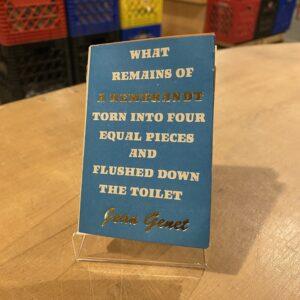 WHAT
REMAINS OF
A REMBRANDT
TORN INTO FOUR
EQUAL PIECES
AND
FLUSHED DOWN
THE TOILET
Jean Genet